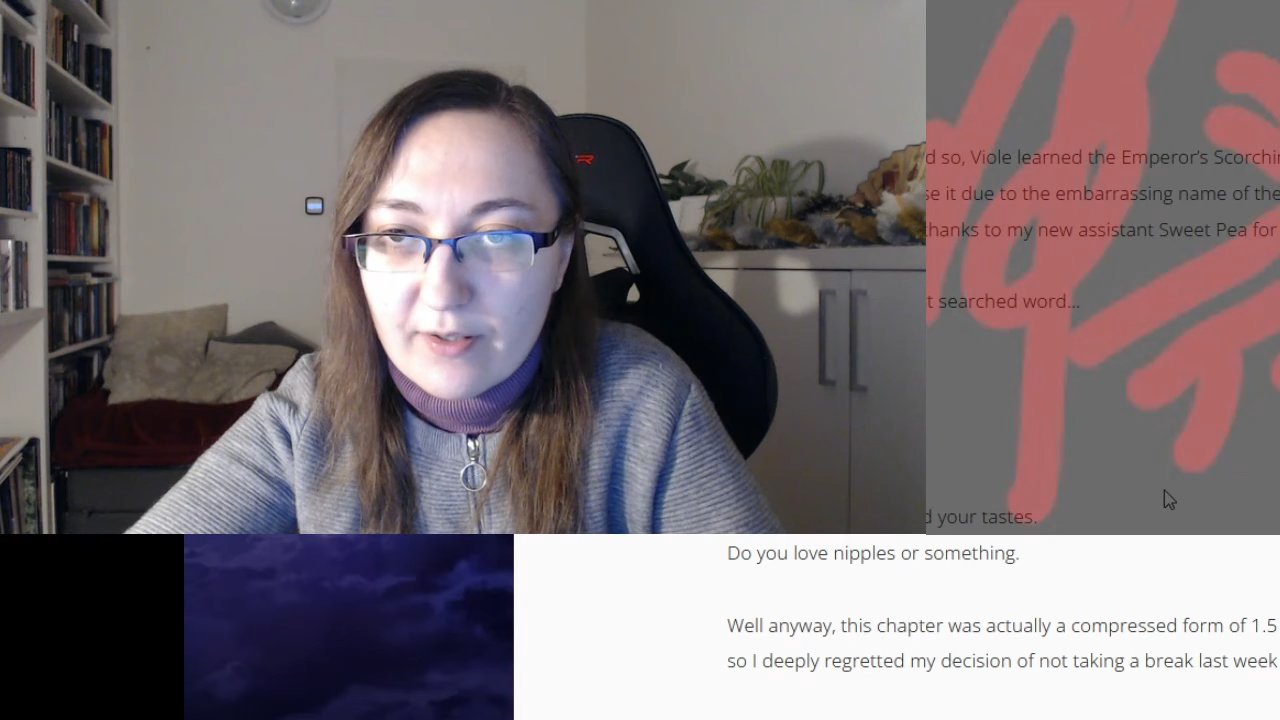 d so, Viole learned the Emperor's Scorchin
se it due to the embarrassing name of the
thanks to my new assistant Sweet Pea for
t searched word...
d your tastes.
Do you love nipples or something.
Well anyway, this chapter was actually a compressed form of 1.5
so I deeply regretted my decision of not taking a break last week